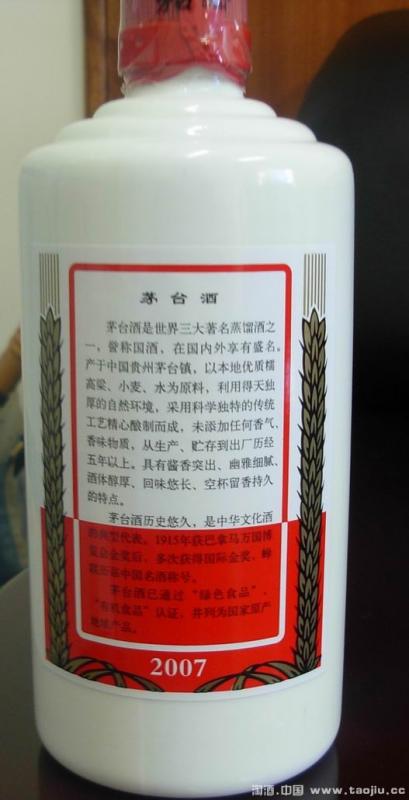 茅台酒
茅台酒是世界三大著名蒸馏酒之
一，誉称国酒，在国内外享有盛名。
产于中国贵州茅台镇，以本地优质糯
高粱、小麦、水为原料，利用得天独
厚的自然环境，采用科学独特的传统
工艺精心酿制而成，未添加任何香气、
香味物质，从生产、贮存到出厂历经
五年以上。具有酱香突出、幽雅细腻、
酒体醇厚、回味悠长、空杯留香持久
的特点。
茅台酒历史悠久，是中华文化酒
的典型代表。1915年获巴拿马万国博
览会金奖后，多次获得国际金奖、蝉
联历届中国名酒称号。
茅台酒已通过“绿色食品”、
“有机食品”认证，并列为国家原产
地域产品。
2007
淘酒.中国 www.taojiu.cc